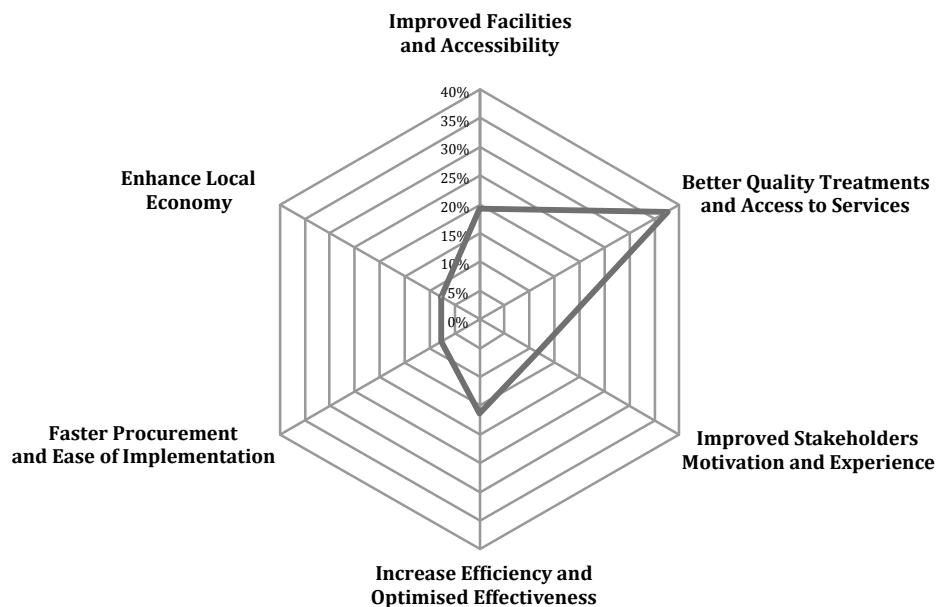 Improved Facilities
and Accessibility
40%
35%
30%
25%
20%
15%
10%
5%
0%
Enhance Local
Economy
Better Quality Treatments
and Access to Services
Faster Procurement
and Ease of Implementation
Improved Stakeholders
Motivation and Experience
Increase Efficiency and
Optimised Effectiveness